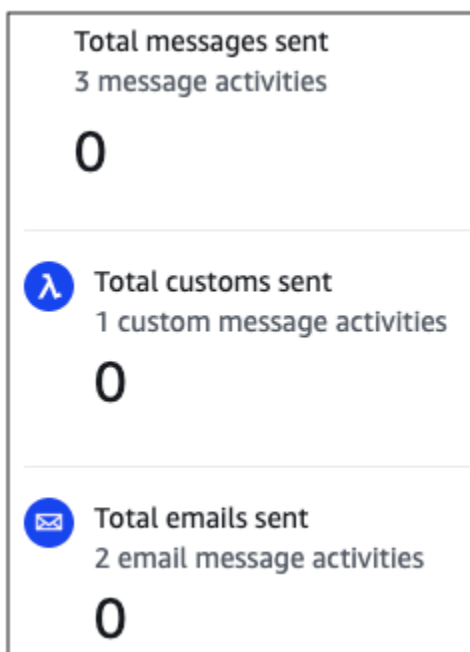 Total messages sent
3 message activities
0
λ
Total customs sent
1 custom message activities
0
Total emails sent
2 email message activities
0